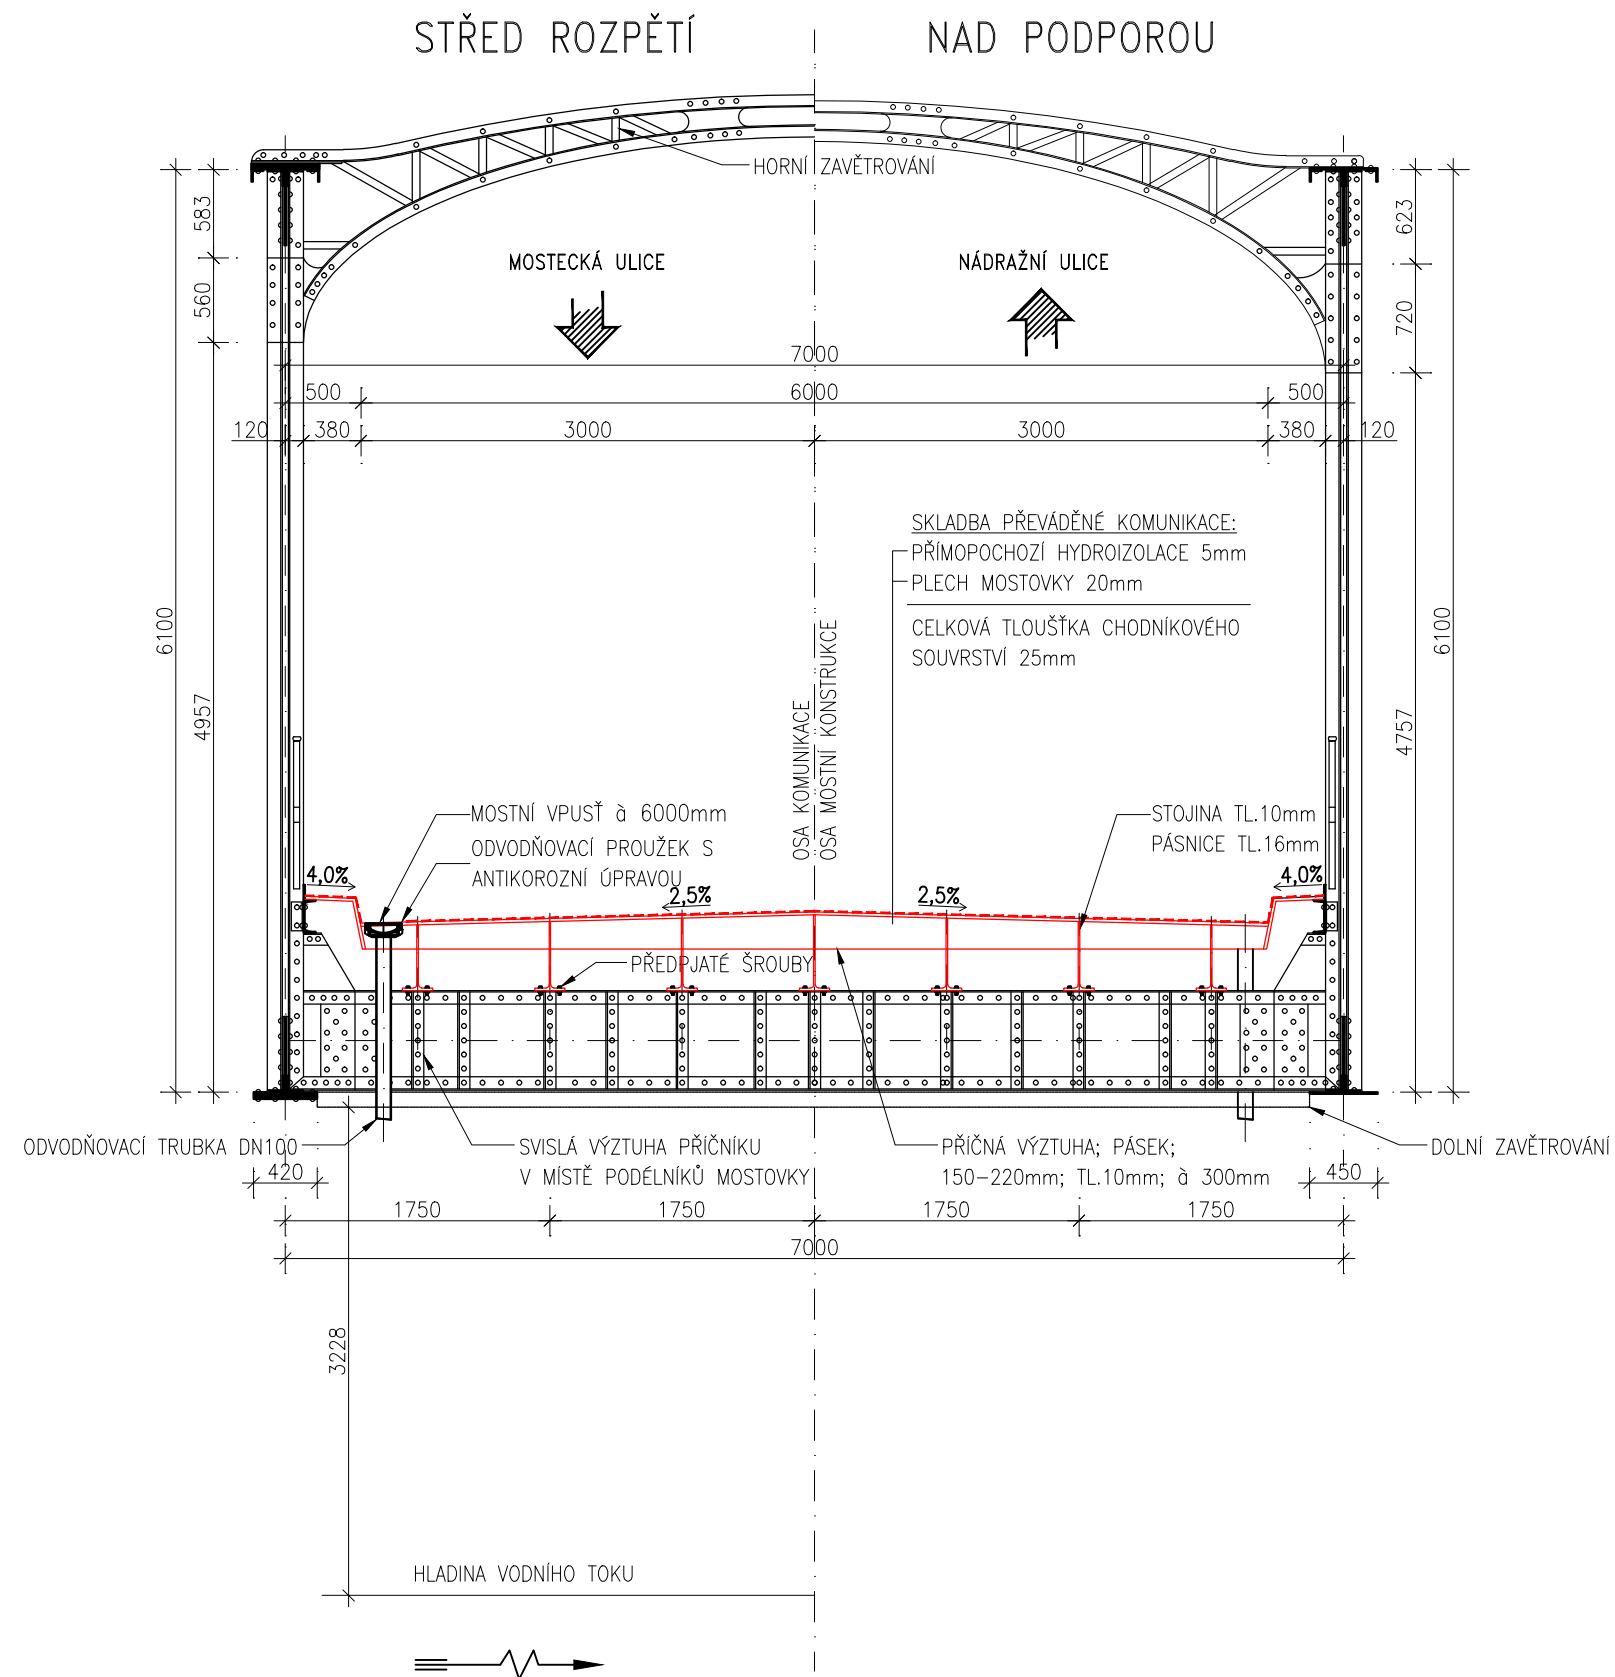 STŘED ROZPĚTÍ
NAD PODPOROU
HORNÍ ZAVĚTROVÁNÍ
583
623
MOSTECKÁ ULICE
NÁDRAŽNÍ ULICE
560
720
7000
500
6000
500
120
380
3000
3000
380
120
SKLADBA PŘEVÁDĚNÉ KOMUNIKACE:
PŘÍMOPOCHOZÍ HYDROIZOLACE 5mm
PLECH MOSTOVKY 20mm
CELKOVÁ TLOUŠŤKA CHODNÍKOVÉHO
SOUVRSTVÍ 25mm
6100
4957
OSA KOMUNIKACE
OSA MOSTNÍ KONSTRUKCE
4757
6100
MOSTNÍ VPUSŤ à 6000mm
ODVODŇOVACÍ PROUŽEK S
ANTIKOROZNÍ ÚPRAVOU
STOJINA TL.10mm
PÁSNICE TL.16mm
4,0%
2,5%
2,5%
4,0%
PŘEDPJATÉ ŠROUBY
ODVODŇOVACÍ TRUBKA DN100
SVISLÁ VÝZTUHA PŘÍČNÍKU
V MÍSTĚ PODÉLNÍKŮ MOSTOVKY
PŘÍČNÁ VÝZTUHA; PÁSEK;
150-220mm; TL.10mm; à 300mm
DOLNÍ ZAVĚTROVÁNÍ
420
450
1750
1750
1750
1750
7000
3228
HLADINA VODNÍHO TOKU